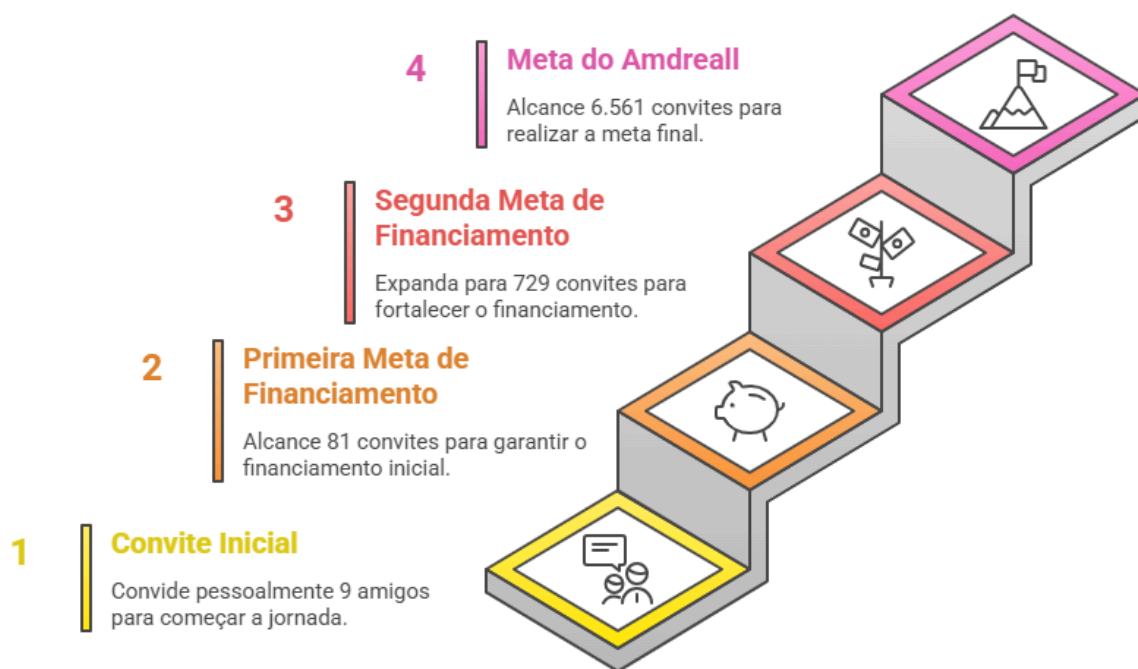 4
Meta do Amdreall
Alcance 6.561 convites para
realizar a meta final.
3
Segunda Meta de
Financiamento
Expanda para 729 convites para
fortalecer o financiamento.
2
Primeira Meta de
Financiamento
Alcance 81 convites para garantir o
financiamento inicial.
1
Convite Inicial
Convide pessoalmente 9 amigos
para começar a jornada.